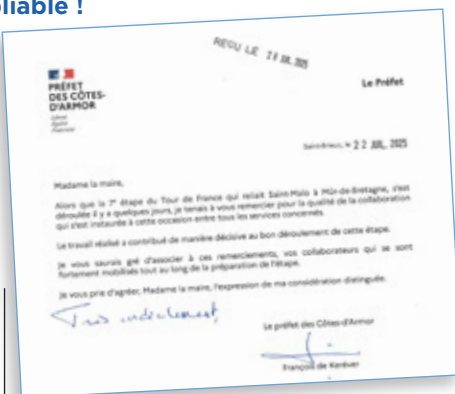 pliable !
REÇU LE 28 JUIL. 2025
PRÉFET
DES CÔTES-
D'ARMOR
Liberté
Égalité
Fraternité
Le Préfet
Saint-Brieuc, le 22 JUIL. 2025
Madame la maire,
Alors que la 7e étape du Tour de France qui reliait Saint-Malo à Mûr-de-Bretagne, s'est
déroulée il y a quelques jours, je tenais à vous remercier pour la qualité de la collaboration
qui s'est instaurée à cette occasion entre tous les services concernés.
Le travail réalisé a contribué de manière décisive au bon déroulement de cette étape.
Je vous saurais gré d'associer à ces remerciements, vos collaborateurs qui se sont
fortement mobilisés tout au long de la préparation de l'étape.
Je vous prie d'agréer, Madame la maire, l'expression de ma considération distinguée.
Très
Le préfet des Côtes-d'Armor
François de Keréver